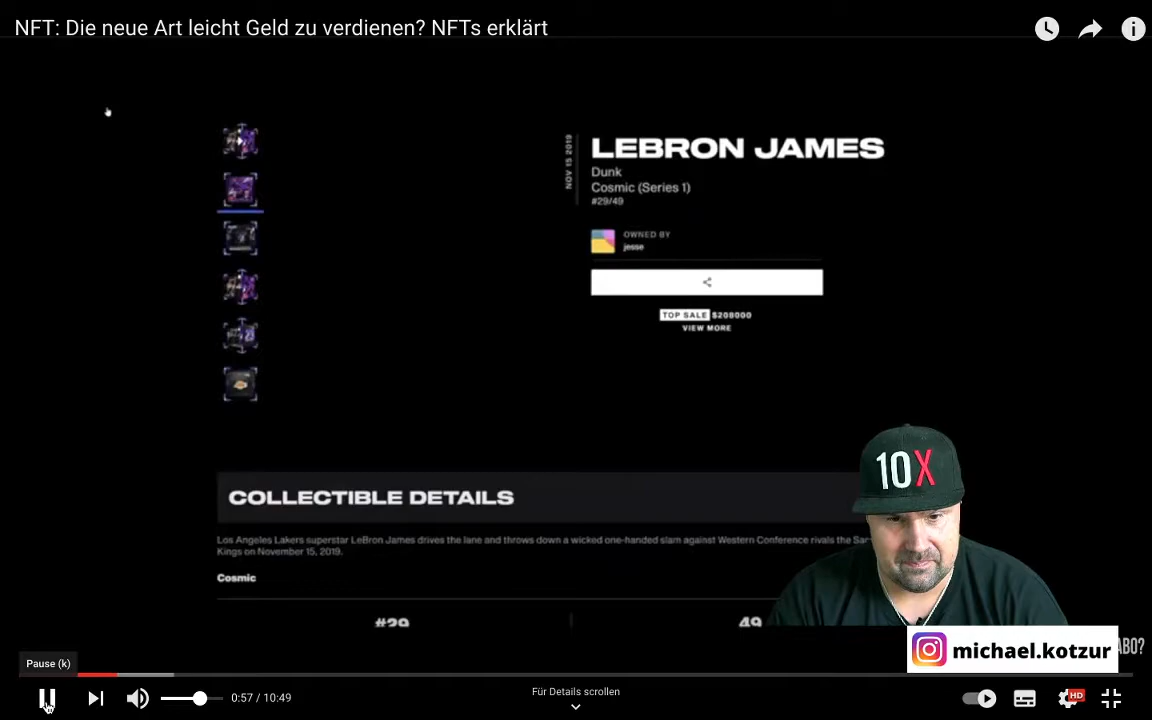 NFT: Die neue Art leicht Geld zu verdienen? NFTs erklärt
NOV 15 2019
LEBRON JAMES
Dunk
Cosmic (Series 1)
#29/49
OWNED BY
jesse
TOP SALE $208000
VIEW MORE
10X
COLLECTIBLE DETAILS
Los Angeles Lakers superstar LeBron James drives the lane and throws down a wicked one-handed slam against Western Conference rivals the
Kings on November 15, 2019.
Cosmic
#29
49
michael.kotzur
ABO?
Pause (k)
0:57 / 10:49
Für Details scrollen
HD